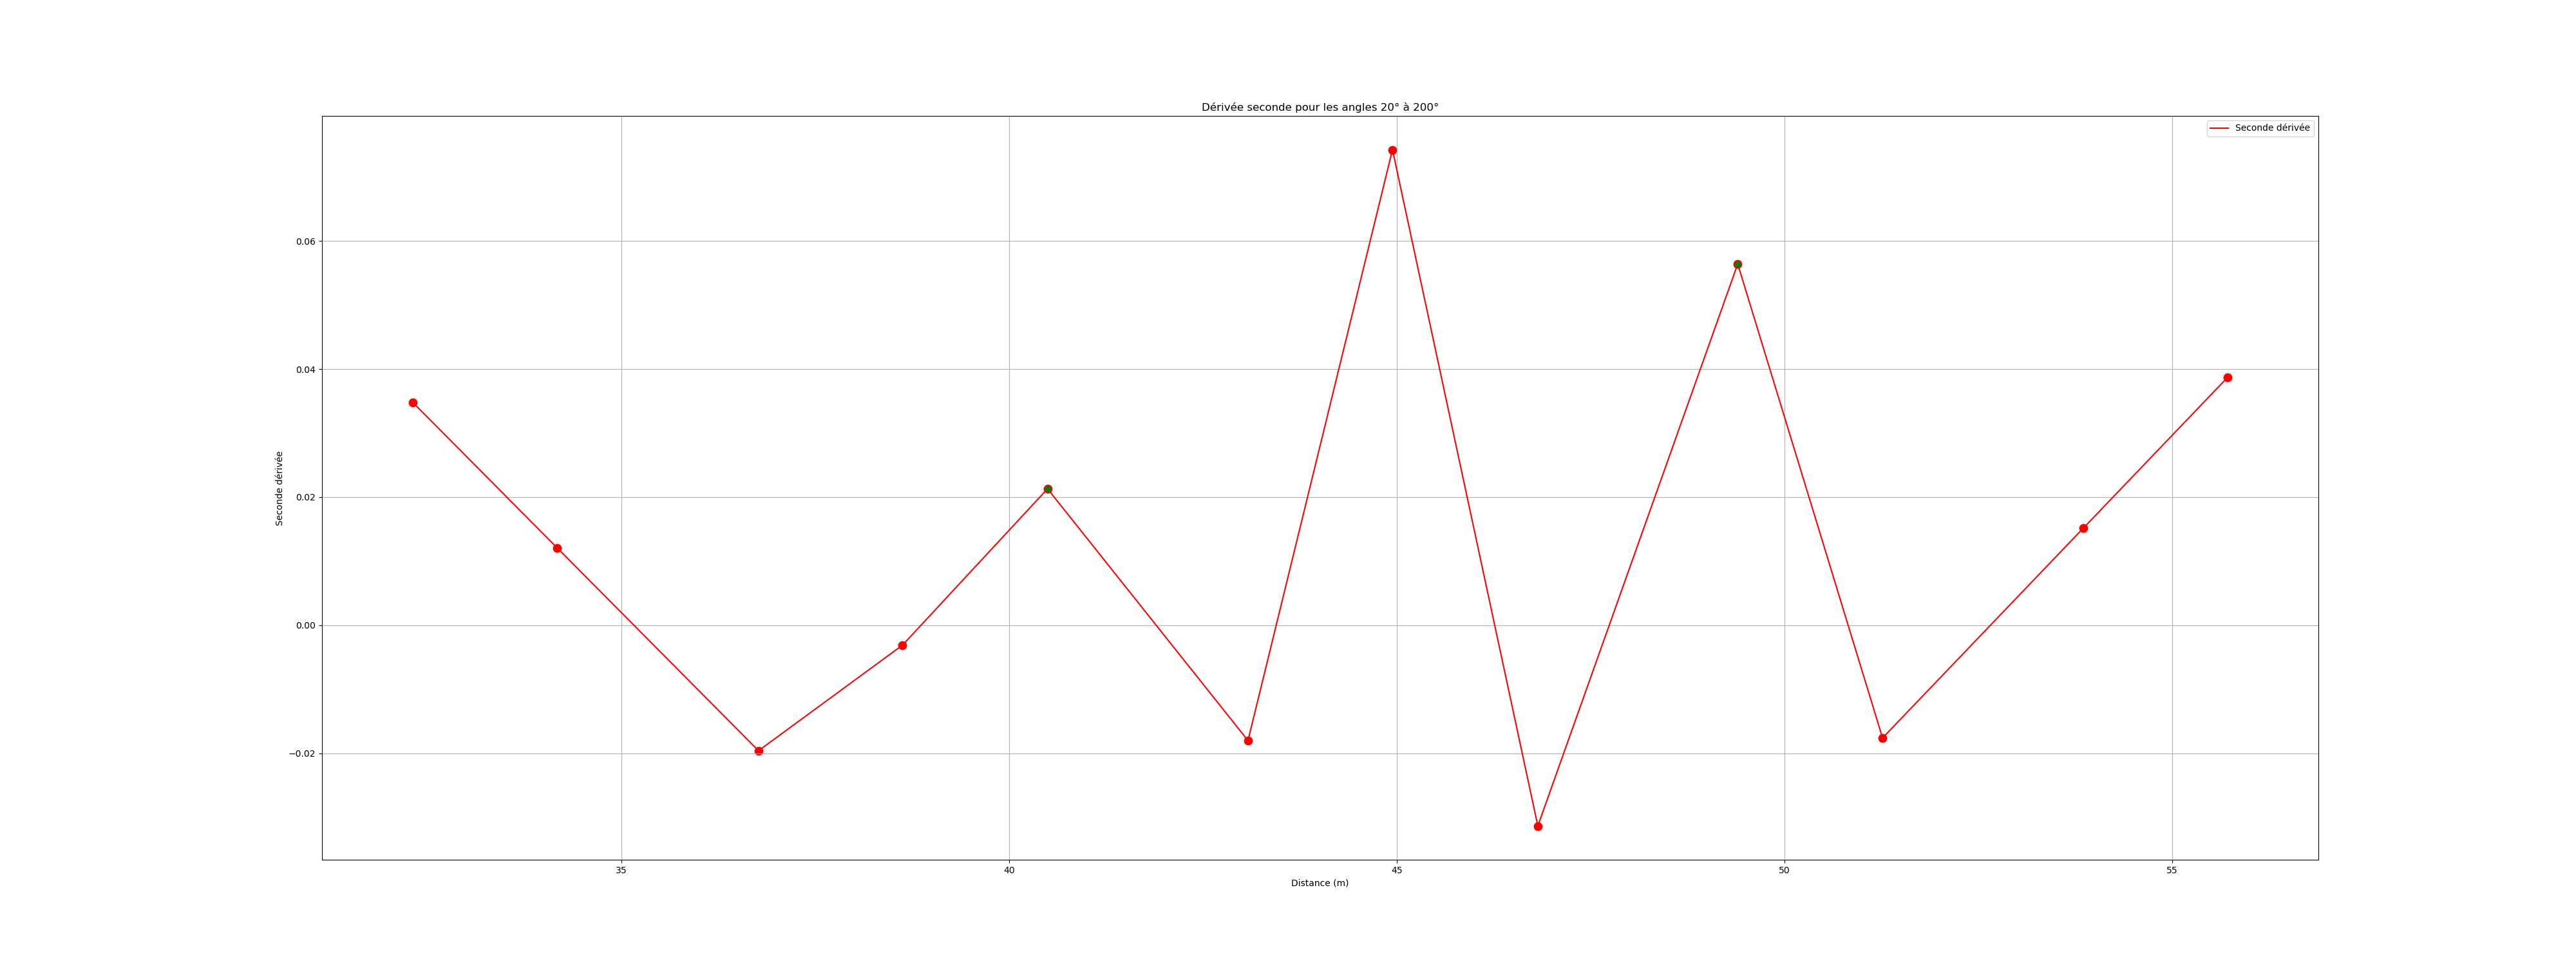 Dérivée seconde pour les angles 20° à 200°
Seconde dérivée
Seconde dérivée
0.06
0.04
0.02
0.00
−0.02
35
40
45
50
55
Distance (m)